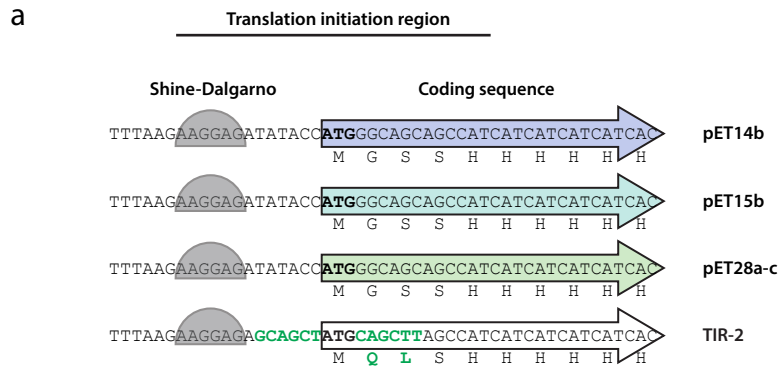 a
Translation initiation region
Shine-Dalgarno Coding sequence
TTTAAGAAGGAGATATACCATGGGCAGCAGCCATCATCATCATCATCAC pET14b
M G S S H H H H H H
TTTAAGAAGGAGATATACCATGGGCAGCAGCCATCATCATCATCATCAC pET15b
M G S S H H H H H H
TTTAAGAAGGAGATATACCATGGGCAGCAGCCATCATCATCATCATCAC pET28a-c
M G S S H H H H H H
TTTAAGAAGGAGAGCAGCTATGCAGCTTAGCCATCATCATCATCATCAC TIR-2
M Q L S H H H H H H